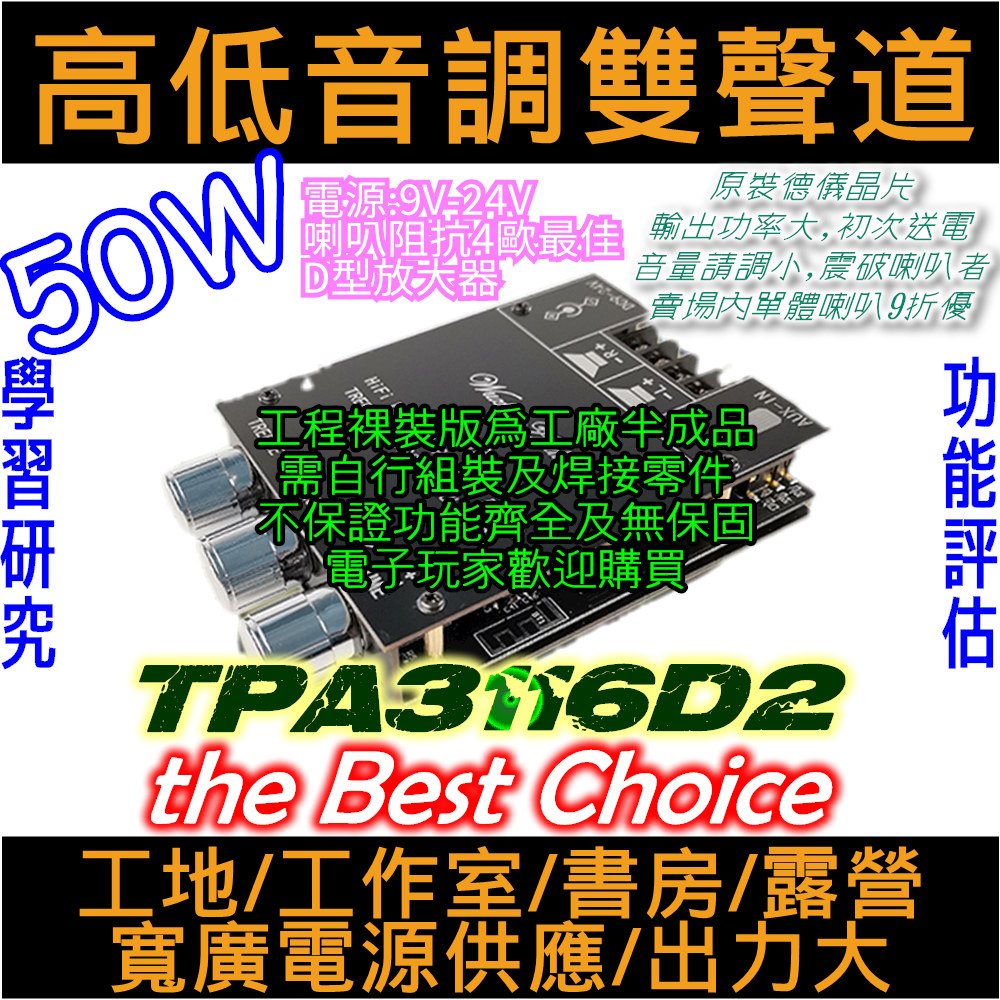 高低音調雙聲道
50W
電源:9V-24V
喇叭阻抗4歐最佳
D型放大器
原裝德儀晶片
輸出功率大,初次送電
音量請調小,震破喇叭者
賣場內單體喇叭9折優
學習研究
功能評估
DC9-24V
-R+
-L+
AUX-IN
HiFi
工程裸裝版為工廠半成品
需自行組裝及焊接零件
不保證功能齊全及無保固
電子玩家歡迎購買
TPA3116D2
the Best Choice
工地/工作室/書房/露營
寬廣電源供應/出力大